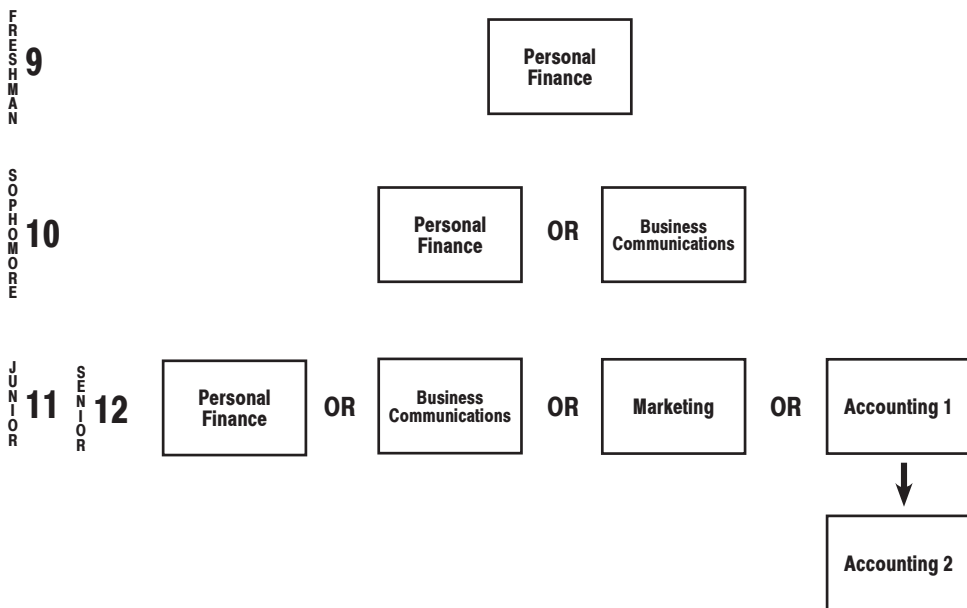 FRESHMAN
9
Personal
Finance
SOPHOMORE
10
Personal
Finance
OR
Business
Communications
JUNIOR
11
SENIOR
12
Personal
Finance
OR
Business
Communications
OR
Marketing
OR
Accounting 1
Accounting 2